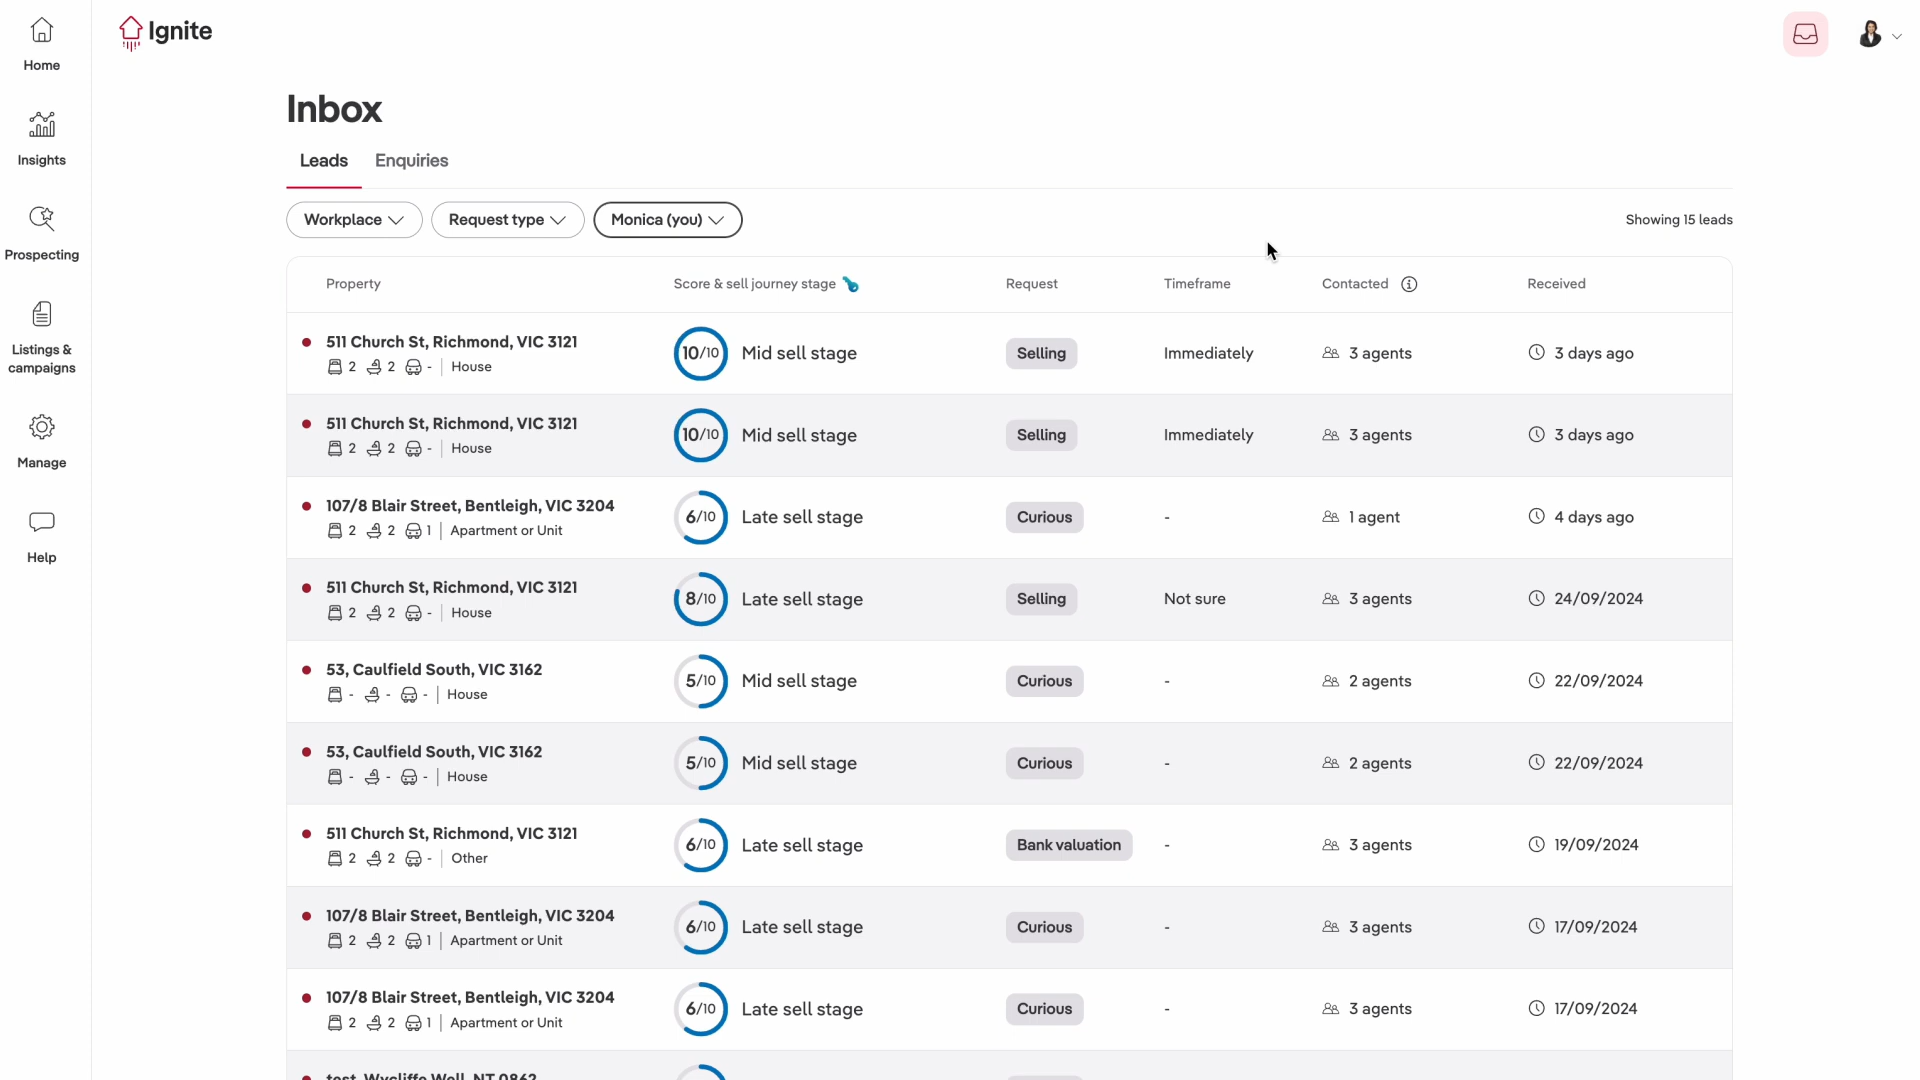 Home
Insights
Prospecting
Listings &
campaigns
Manage
Help
Ignite
Inbox
Leads Enquiries
Workplace Request type Monica (you) Showing 15 leads
Property Score & sell journey stage Request Timeframe Contacted Received
511 Church St, Richmond, VIC 3121
2 2 - | House
10/10 Mid sell stage Selling Immediately 3 agents 3 days ago
511 Church St, Richmond, VIC 3121
2 2 - | House
10/10 Mid sell stage Selling Immediately 3 agents 3 days ago
107/8 Blair Street, Bentleigh, VIC 3204
2 2 1 | Apartment or Unit
6/10 Late sell stage Curious - 1 agent 4 days ago
511 Church St, Richmond, VIC 3121
2 2 - | House
8/10 Late sell stage Selling Not sure 3 agents 24/09/2024
53, Caulfield South, VIC 3162
- - - | House
5/10 Mid sell stage Curious - 2 agents 22/09/2024
53, Caulfield South, VIC 3162
- - - | House
5/10 Mid sell stage Curious - 2 agents 22/09/2024
511 Church St, Richmond, VIC 3121
2 2 - | Other
6/10 Late sell stage Bank valuation - 3 agents 19/09/2024
107/8 Blair Street, Bentleigh, VIC 3204
2 2 1 | Apartment or Unit
6/10 Late sell stage Curious - 3 agents 17/09/2024
107/8 Blair Street, Bentleigh, VIC 3204
2 2 1 | Apartment or Unit
6/10 Late sell stage Curious - 3 agents 17/09/2024
test, Wycliffe Well, NT 0862